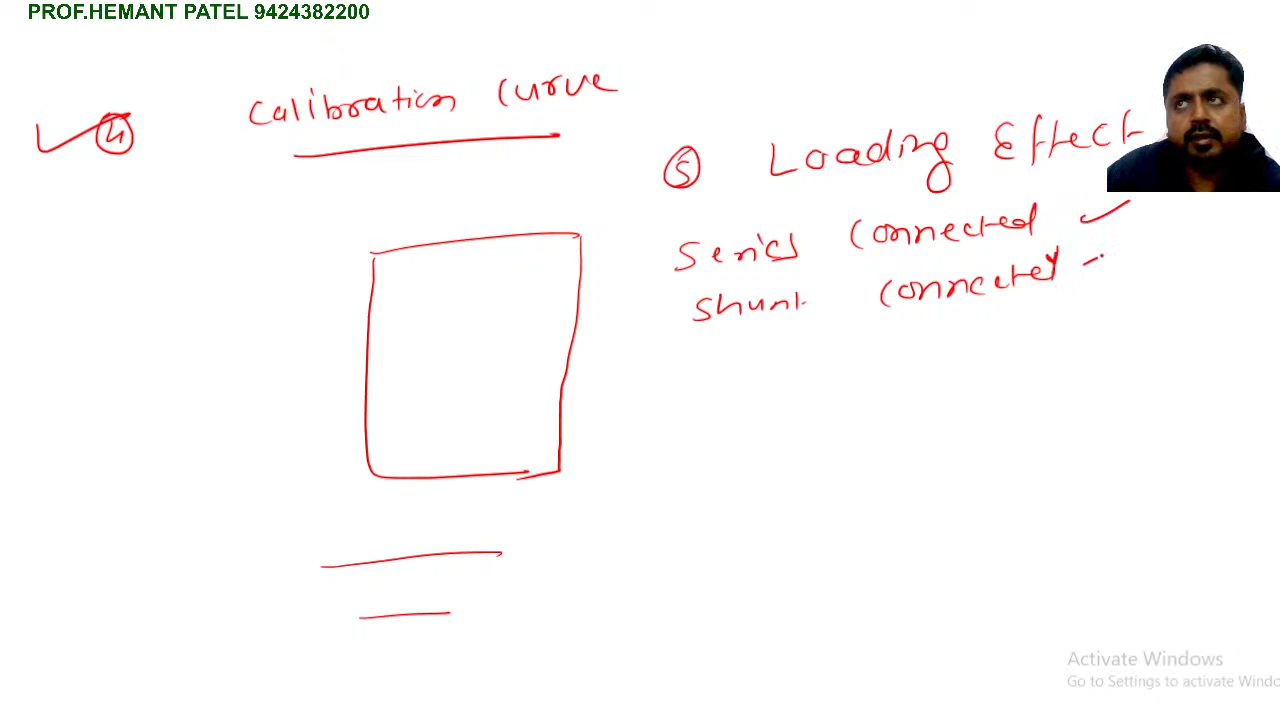 PROF.HEMANT PATEL 9424382200
4 Calibration Curve
5 Loading Effect
Series Connected
Shunt Connected
Activate Windows
Go to Settings to activate Windo